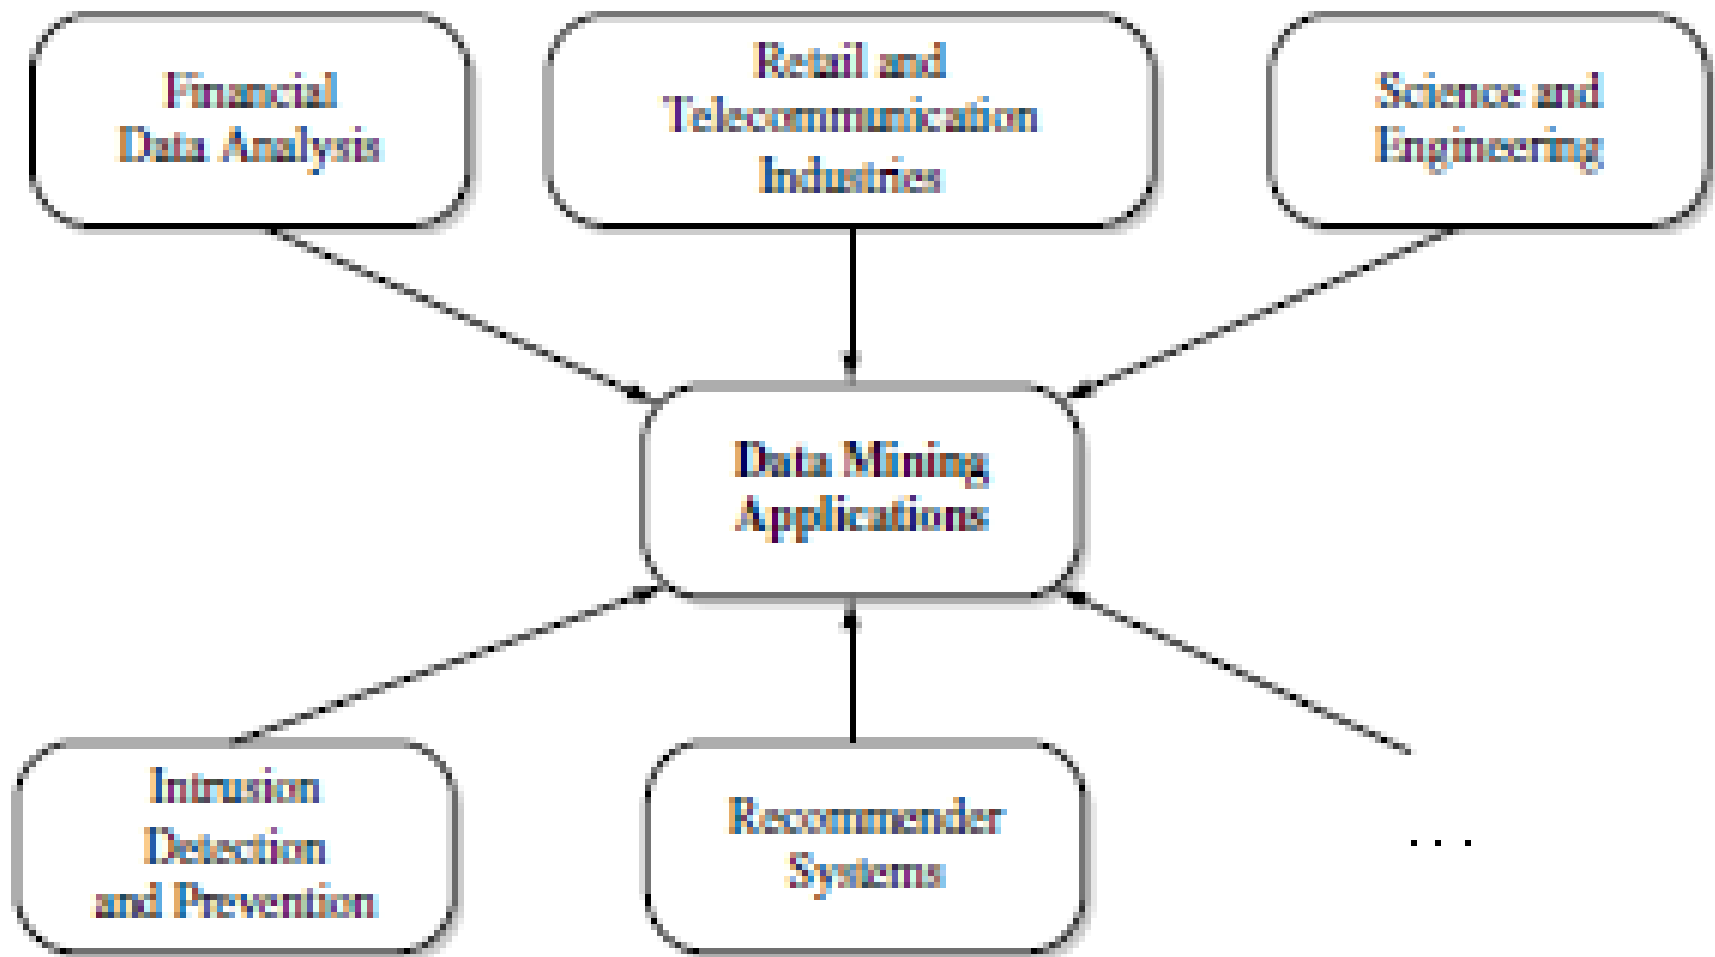 Financial
Data Analysis
Retail and
Telecommunication
Industries
Science and
Engineering
Data Mining
Applications
Intrusion
Detection
and Prevention
Recommender
Systems
. . .